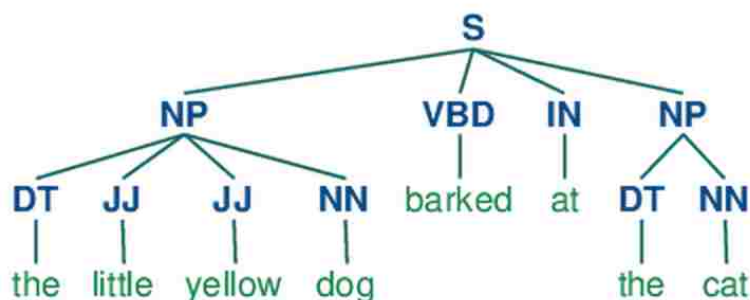 S
NP VBD IN NP
DT JJ JJ NN barked at DT NN
the little yellow dog the cat